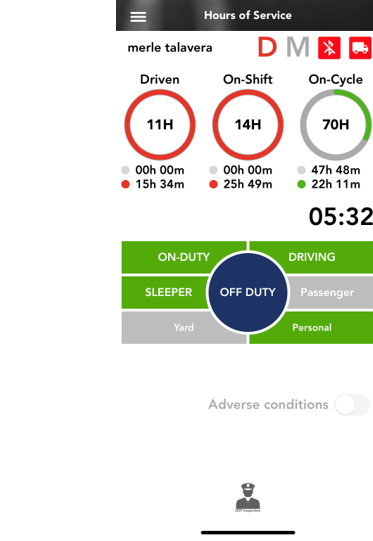 Hours of Service
merle talavera
D M
Driven
On-Shift
On-Cycle
11H
14H
70H
00h 00m
00h 00m
47h 48m
15h 34m
25h 49m
22h 11m
05:32
ON-DUTY
DRIVING
SLEEPER
OFF DUTY
Passenger
Yard
Personal
Adverse conditions
DOT Inspection